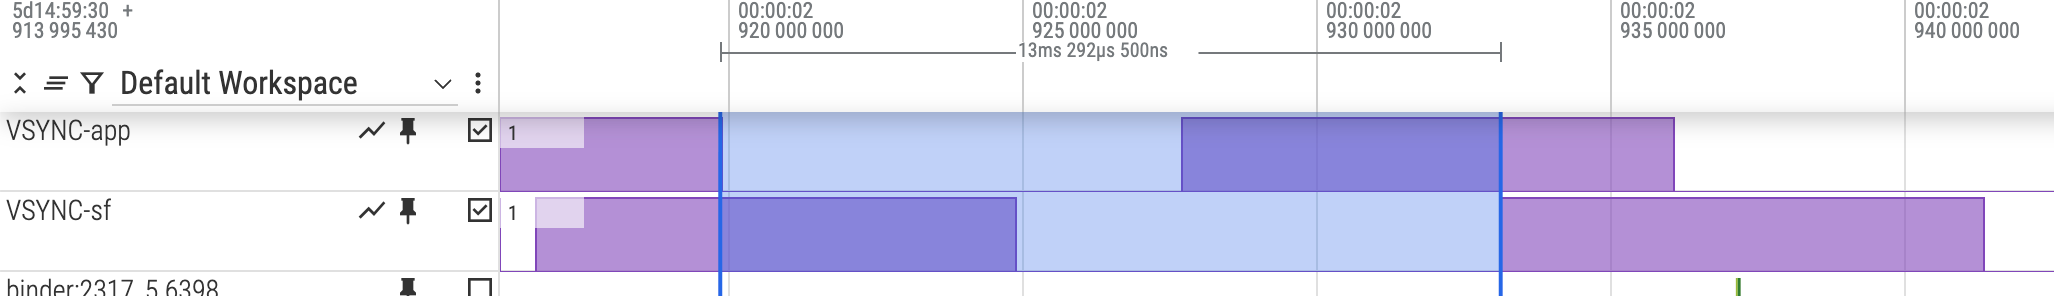 5d14:59:30 +
913 995 430
00:00:02
920 000 000
00:00:02
925 000 000
00:00:02
930 000 000
00:00:02
935 000 000
00:00:02
940 000 000
13ms 292µs 500ns
Default Workspace
VSYNC-app
1
VSYNC-sf
1
binder:2317_5 6398